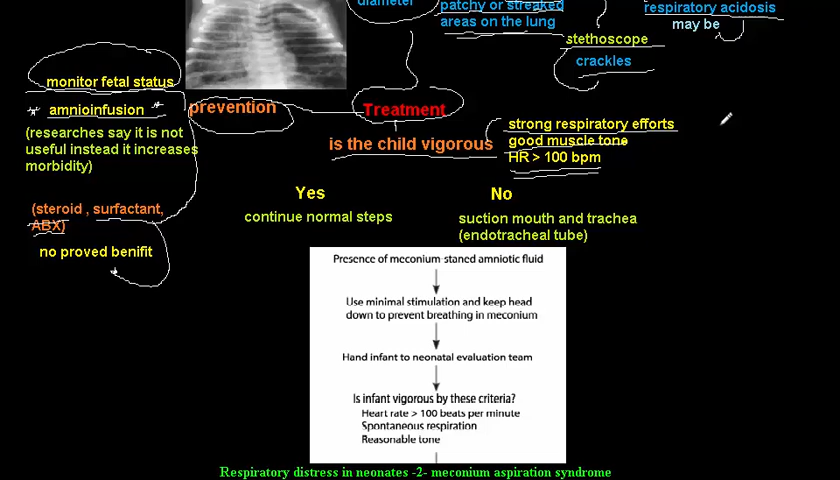 diameter
patchy or streaked
areas on the lung
respiratory acidosis
may be
stethoscope
crackles
monitor fetal status
amnioinfusion
(researches say it is not
useful instead it increases
morbidity)
prevention
Treatment
is the child vigorous
strong respiratory efforts
good muscle tone
HR > 100 bpm
(steroid , surfactant,
ABX)
no proved benifit
Yes
continue normal steps
No
suction mouth and trachea
(endotracheal tube)
Presence of meconium-staned amniotic fluid
Use minimal stimulation and keep head
down to prevent breathing in meconium
Hand infant to neonatal evaluation team
Is infant vigorous by these criteria?
Heart rate > 100 beats per minute
Spontaneous respiration
Reasonable tone
Respiratory distress in neonates -2- meconium aspiration syndrome